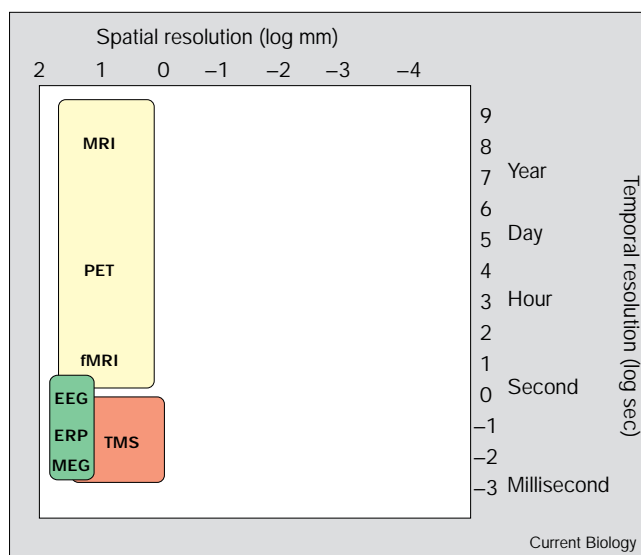 Spatial resolution (log mm)
2 1 0 −1 −2 −3 −4
9
MRI
8
7 Year
6
5 Day
PET
4
3 Hour
2
fMRI
1
EEG
0 Second
−1
ERP
TMS
−2
MEG
−3 Millisecond
Temporal resolution (log sec)
Current Biology